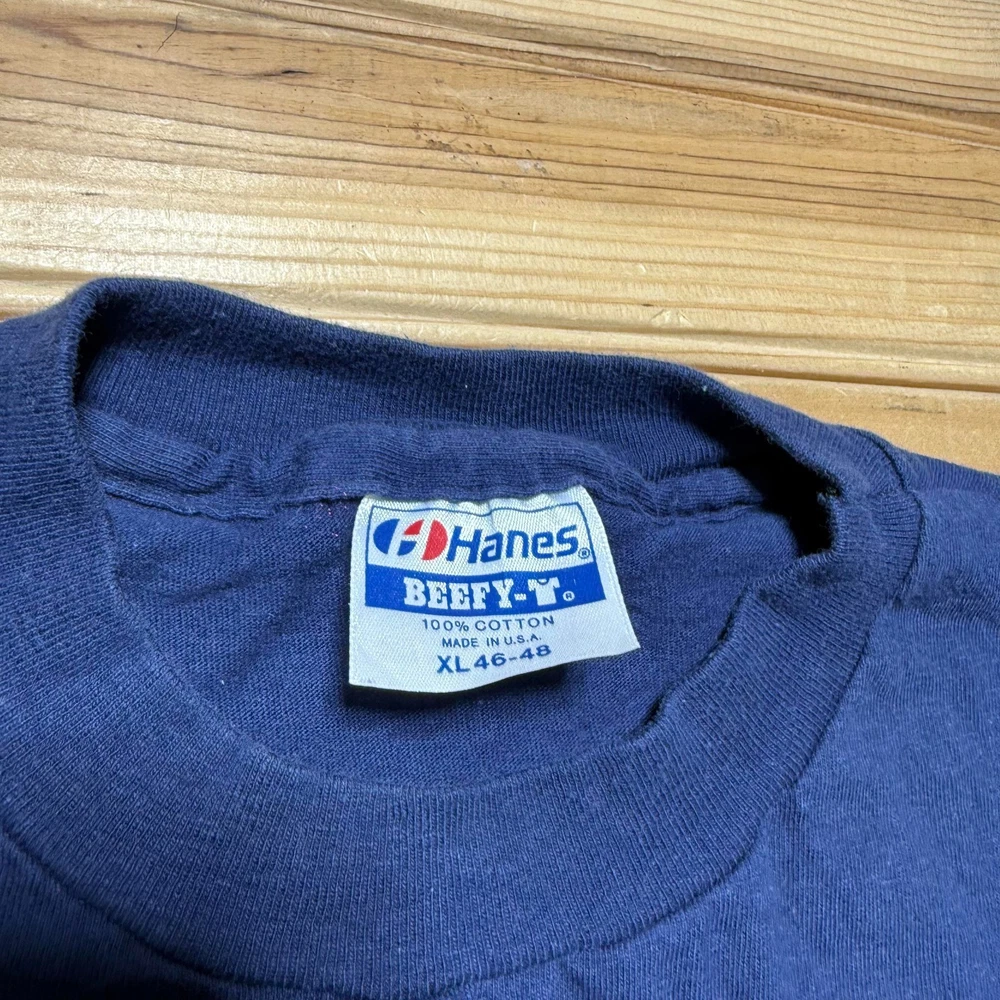 Hanes®
BEEFY-T®
100% COTTON
MADE IN U.S.A.
XL 46-48